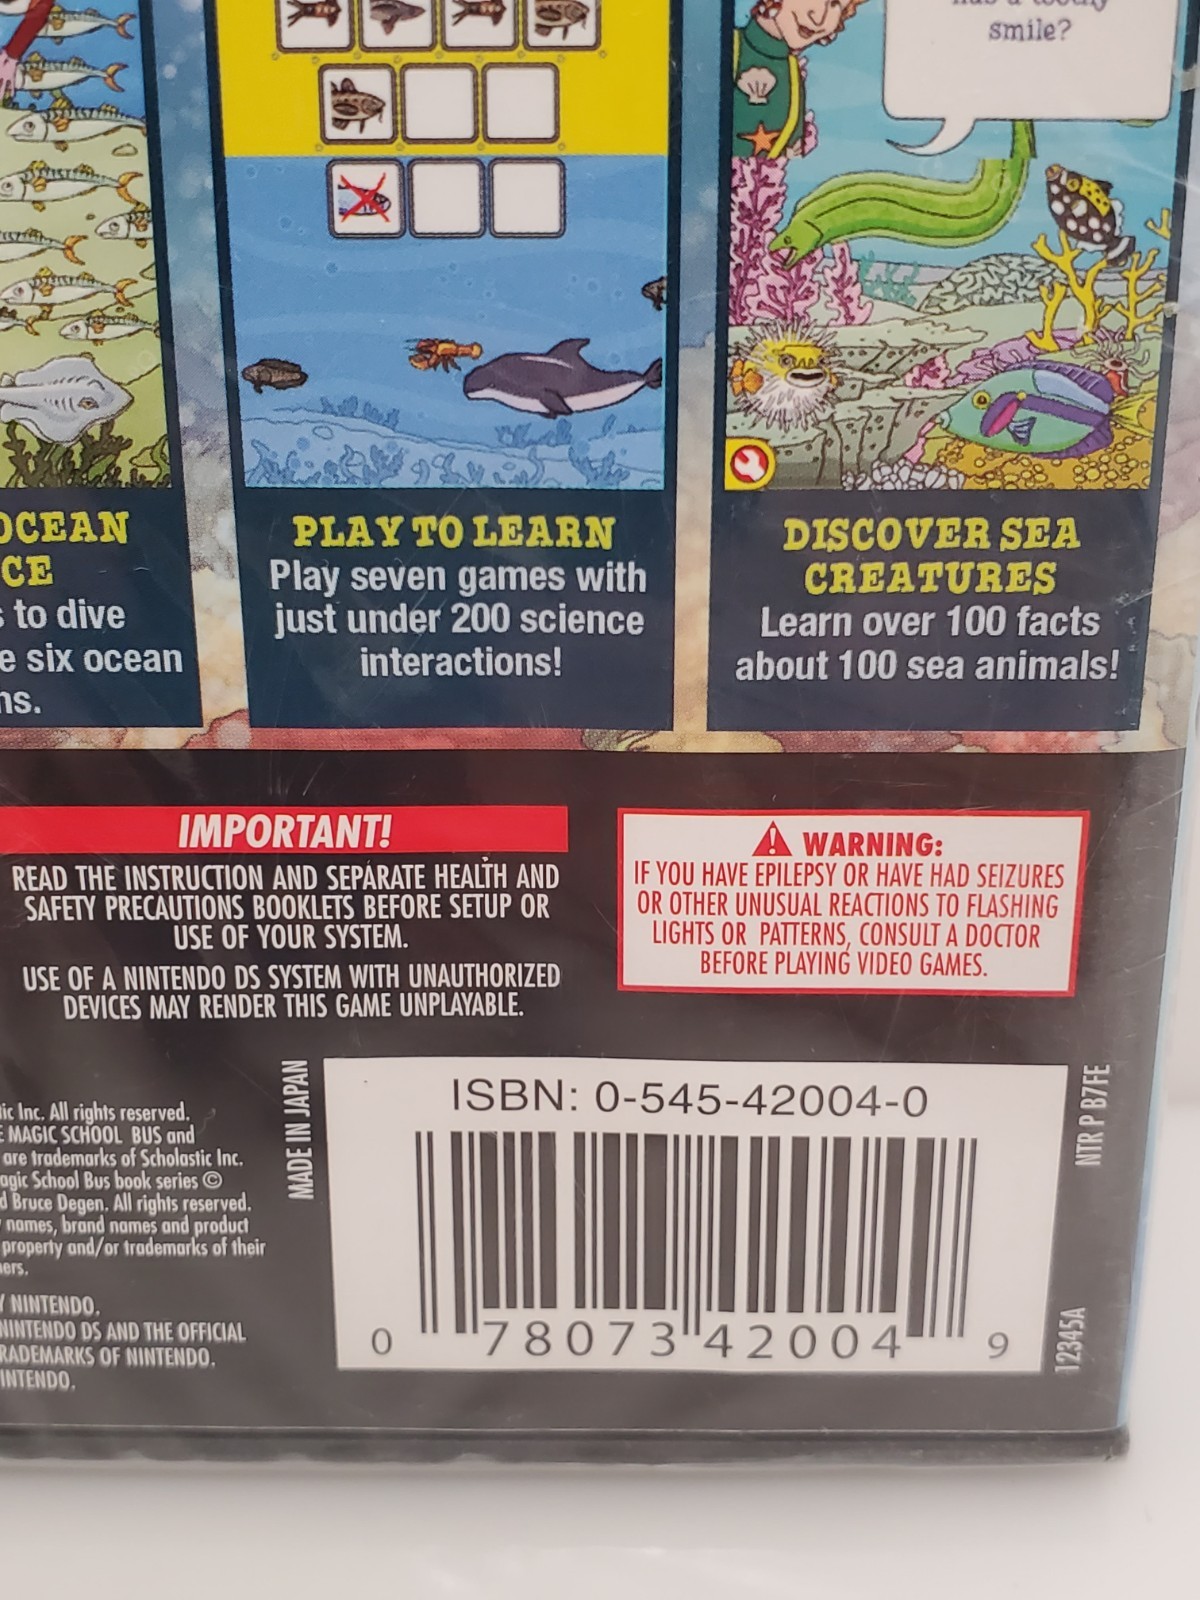 has a toothy
smile?
OCEAN
CE
to dive
e six ocean
ns.
PLAY TO LEARN
Play seven games with
just under 200 science
interactions!
DISCOVER SEA
CREATURES
Learn over 100 facts
about 100 sea animals!
IMPORTANT!
READ THE INSTRUCTION AND SEPARATE HEALTH AND
SAFETY PRECAUTIONS BOOKLETS BEFORE SETUP OR
USE OF YOUR SYSTEM.
USE OF A NINTENDO DS SYSTEM WITH UNAUTHORIZED
DEVICES MAY RENDER THIS GAME UNPLAYABLE.
WARNING:
IF YOU HAVE EPILEPSY OR HAVE HAD SEIZURES
OR OTHER UNUSUAL REACTIONS TO FLASHING
LIGHTS OR PATTERNS, CONSULT A DOCTOR
BEFORE PLAYING VIDEO GAMES.
ic Inc. All rights reserved.
E MAGIC SCHOOL BUS and
are trademarks of Scholastic Inc.
agic School Bus book series ©
d Bruce Degen. All rights reserved.
names, brand names and product
property and/or trademarks of their
ers.
Y NINTENDO.
NINTENDO DS AND THE OFFICIAL
RADEMARKS OF NINTENDO.
INTENDO.
MADE IN JAPAN
ISBN: 0-545-42004-0
0 78073 42004 9
NTR P B7FE
12345A